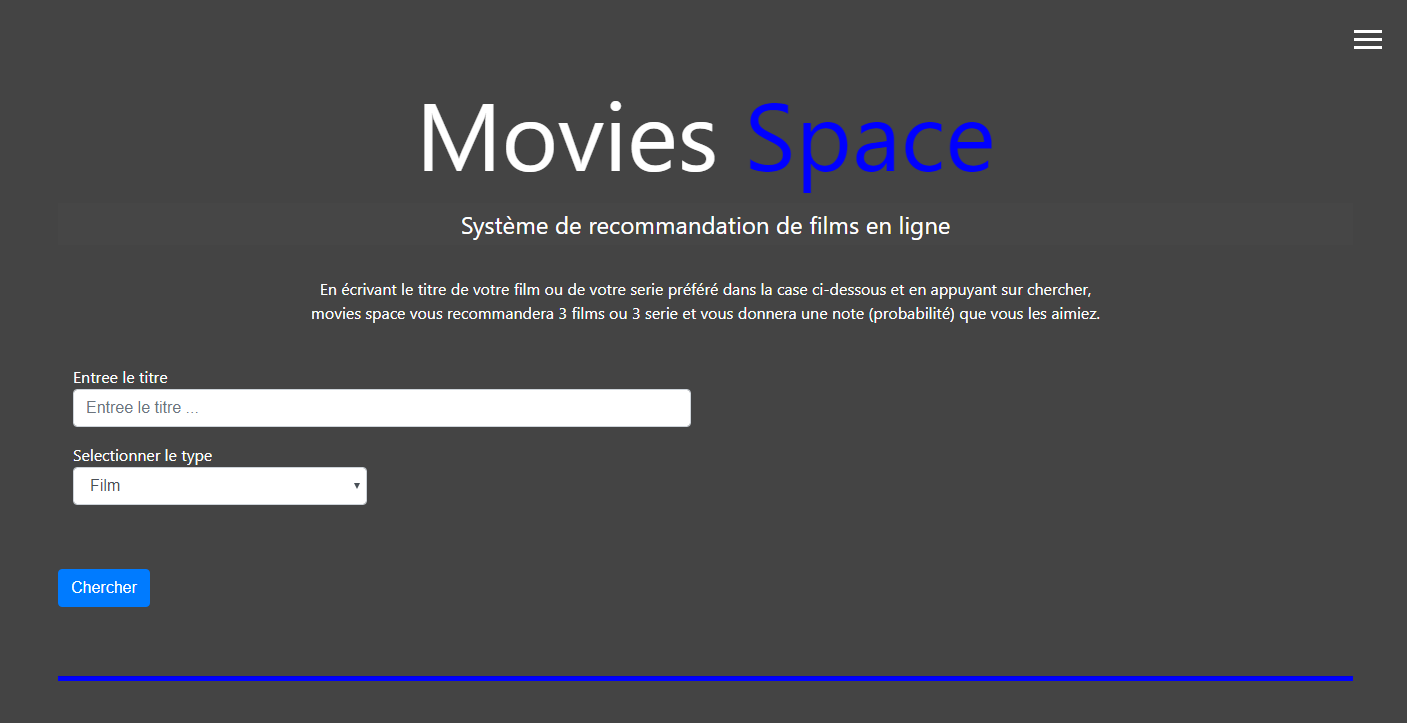 Movies Space
Système de recommandation de films en ligne
En écrivant le titre de votre film ou de votre serie préféré dans la case ci-dessous et en appuyant sur chercher,
movies space vous recommandera 3 films ou 3 serie et vous donnera une note (probabilité) que vous les aimiez.
Entree le titre
Entree le titre ...
Selectionner le type
Film
Chercher